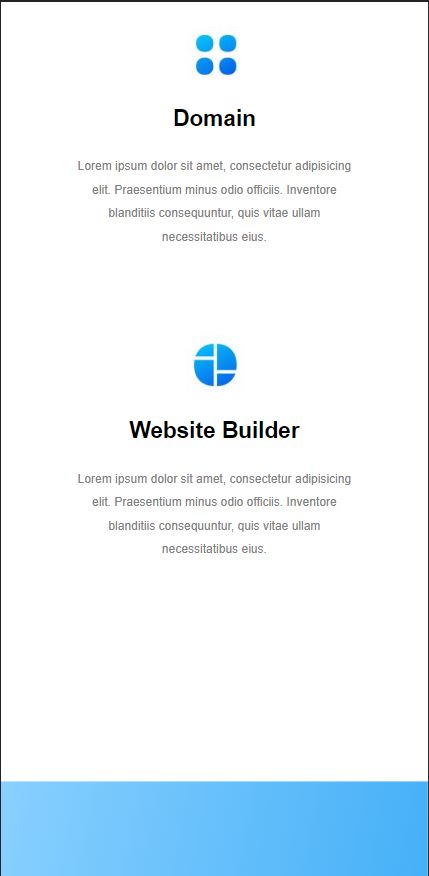 Domain
Lorem ipsum dolor sit amet, consectetur adipisicing
elit. Praesentium minus odio officiis. Inventore
blanditiis consequuntur, quis vitae ullam
necessitatibus eius.
Website Builder
Lorem ipsum dolor sit amet, consectetur adipisicing
elit. Praesentium minus odio officiis. Inventore
blanditiis consequuntur, quis vitae ullam
necessitatibus eius.